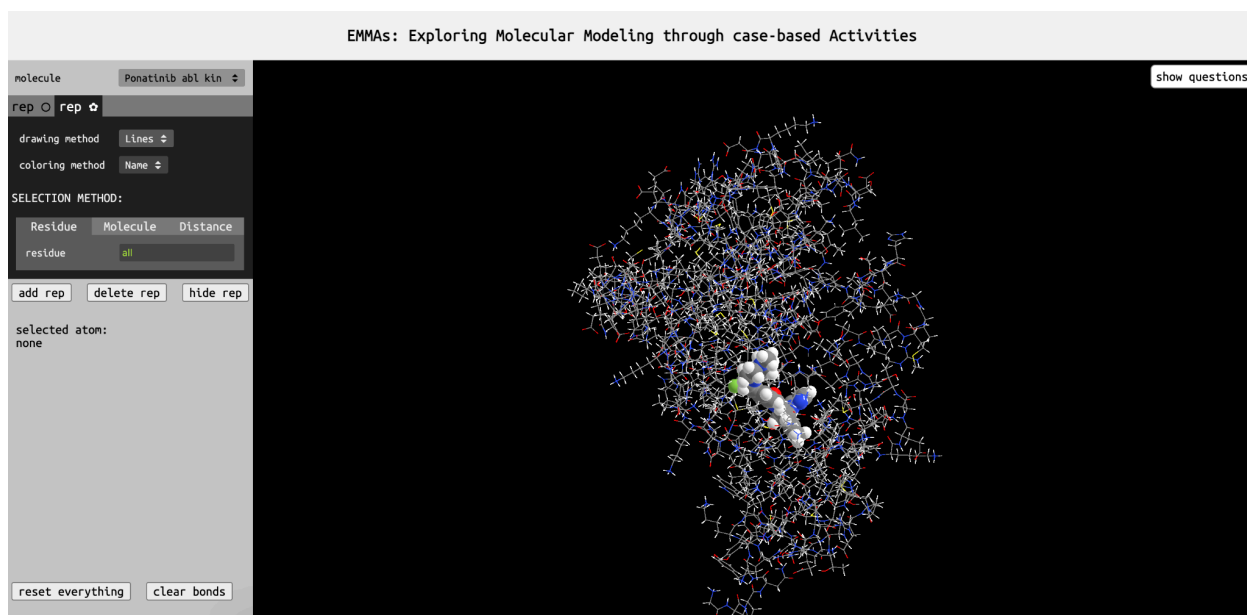 EMMAs: Exploring Molecular Modeling through case-based Activities
molecule Ponatinib abl kin
show questions
rep rep
drawing method Lines
coloring method Name
SELECTION METHOD:
Residue Molecule Distance
residue all
add rep delete rep hide rep
selected atom:
none
reset everything clear bonds